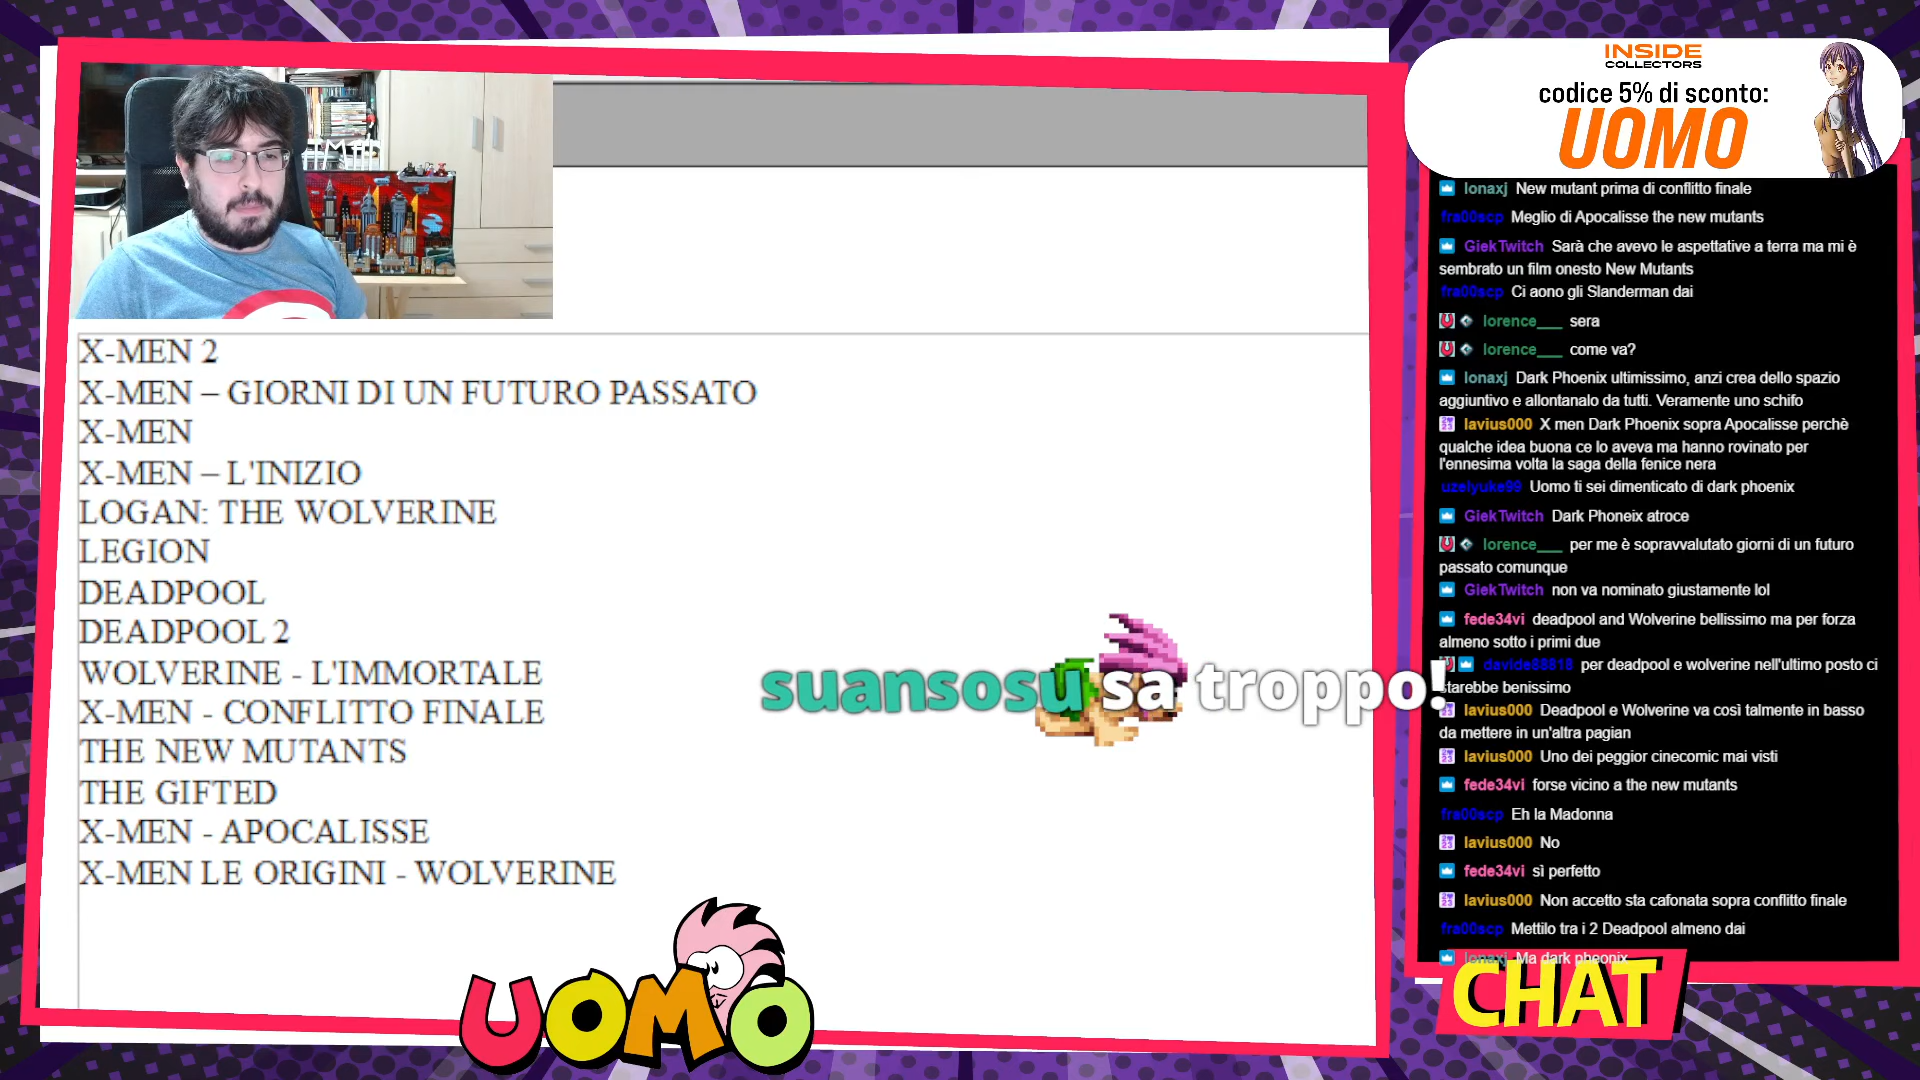 INSIDE
COLLECTORS
codice 5% di sconto:
UOMO
X-MEN 2
X-MEN – GIORNI DI UN FUTURO PASSATO
X-MEN
X-MEN – L'INIZIO
LOGAN: THE WOLVERINE
LEGION
DEADPOOL
DEADPOOL 2
WOLVERINE - L'IMMORTALE
X-MEN - CONFLITTO FINALE
THE NEW MUTANTS
THE GIFTED
X-MEN - APOCALISSE
X-MEN LE ORIGINI - WOLVERINE
suansosu sa troppo!
UOMO
lonaxj New mutant prima di conflitto finale
fra00scp Meglio di Apocalisse the new mutants
GiekTwitch Sarà che avevo le aspettative a terra ma mi è
sembrato un film onesto New Mutants
fra00scp Ci aono gli Slanderman dai
lorence___ sera
lorence___ come va?
lonaxj Dark Phoenix ultimissimo, anzi crea dello spazio
aggiuntivo e allontanalo da tutti. Veramente uno schifo
lavius000 X men Dark Phoenix sopra Apocalisse perchè
qualche idea buona ce lo aveva ma hanno rovinato per
l'ennesima volta la saga della fenice nera
uzelyuke99 Uomo ti sei dimenticato di dark phoenix
GiekTwitch Dark Phoneix atroce
lorence___ per me è sopravvalutato giorni di un futuro
passato comunque
GiekTwitch non va nominato giustamente lol
fede34vi deadpool and Wolverine bellissimo ma per forza
almeno sotto i primi due
davide88818 per deadpool e wolverine nell'ultimo posto ci
starebbe benissimo
lavius000 Deadpool e Wolverine va così talmente in basso
da mettere in un'altra pagian
lavius000 Uno dei peggior cinecomic mai visti
fede34vi forse vicino a the new mutants
fra00scp Eh la Madonna
lavius000 No
fede34vi sì perfetto
lavius000 Non accetto sta cafonata sopra conflitto finale
fra00scp Mettilo tra i 2 Deadpool almeno dai
lonaxj Ma dark pheonix
CHAT